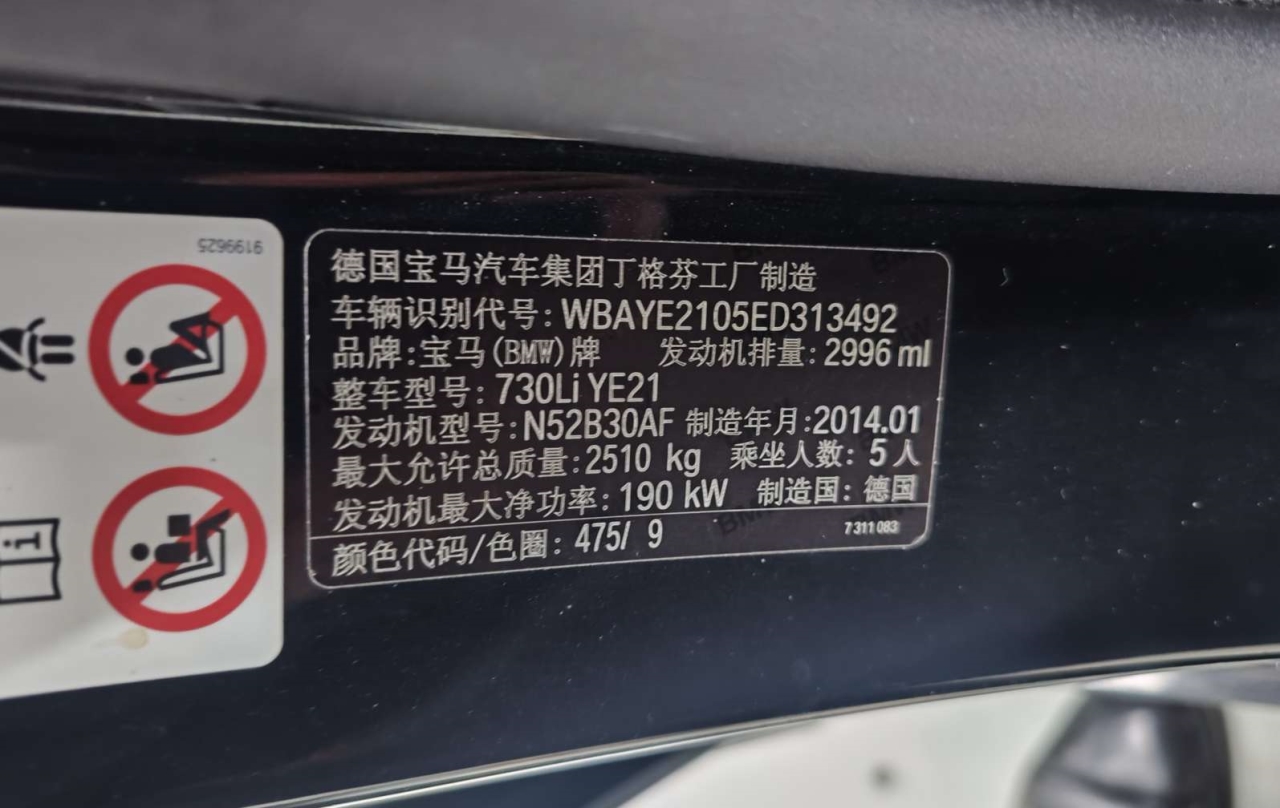 9199625
德国宝马汽车集团丁格芬工厂制造
车辆识别代号:WBAYE2105ED313492
品牌:宝马(BMW)牌 发动机排量:2996 ml
整车型号:730Li YE21
发动机型号:N52B30AF 制造年月:2014.01
最大允许总质量:2510 kg 乘坐人数:5人
发动机最大净功率:190 kW 制造国:德国
颜色代码/色圈:475/ 9 7 311 083